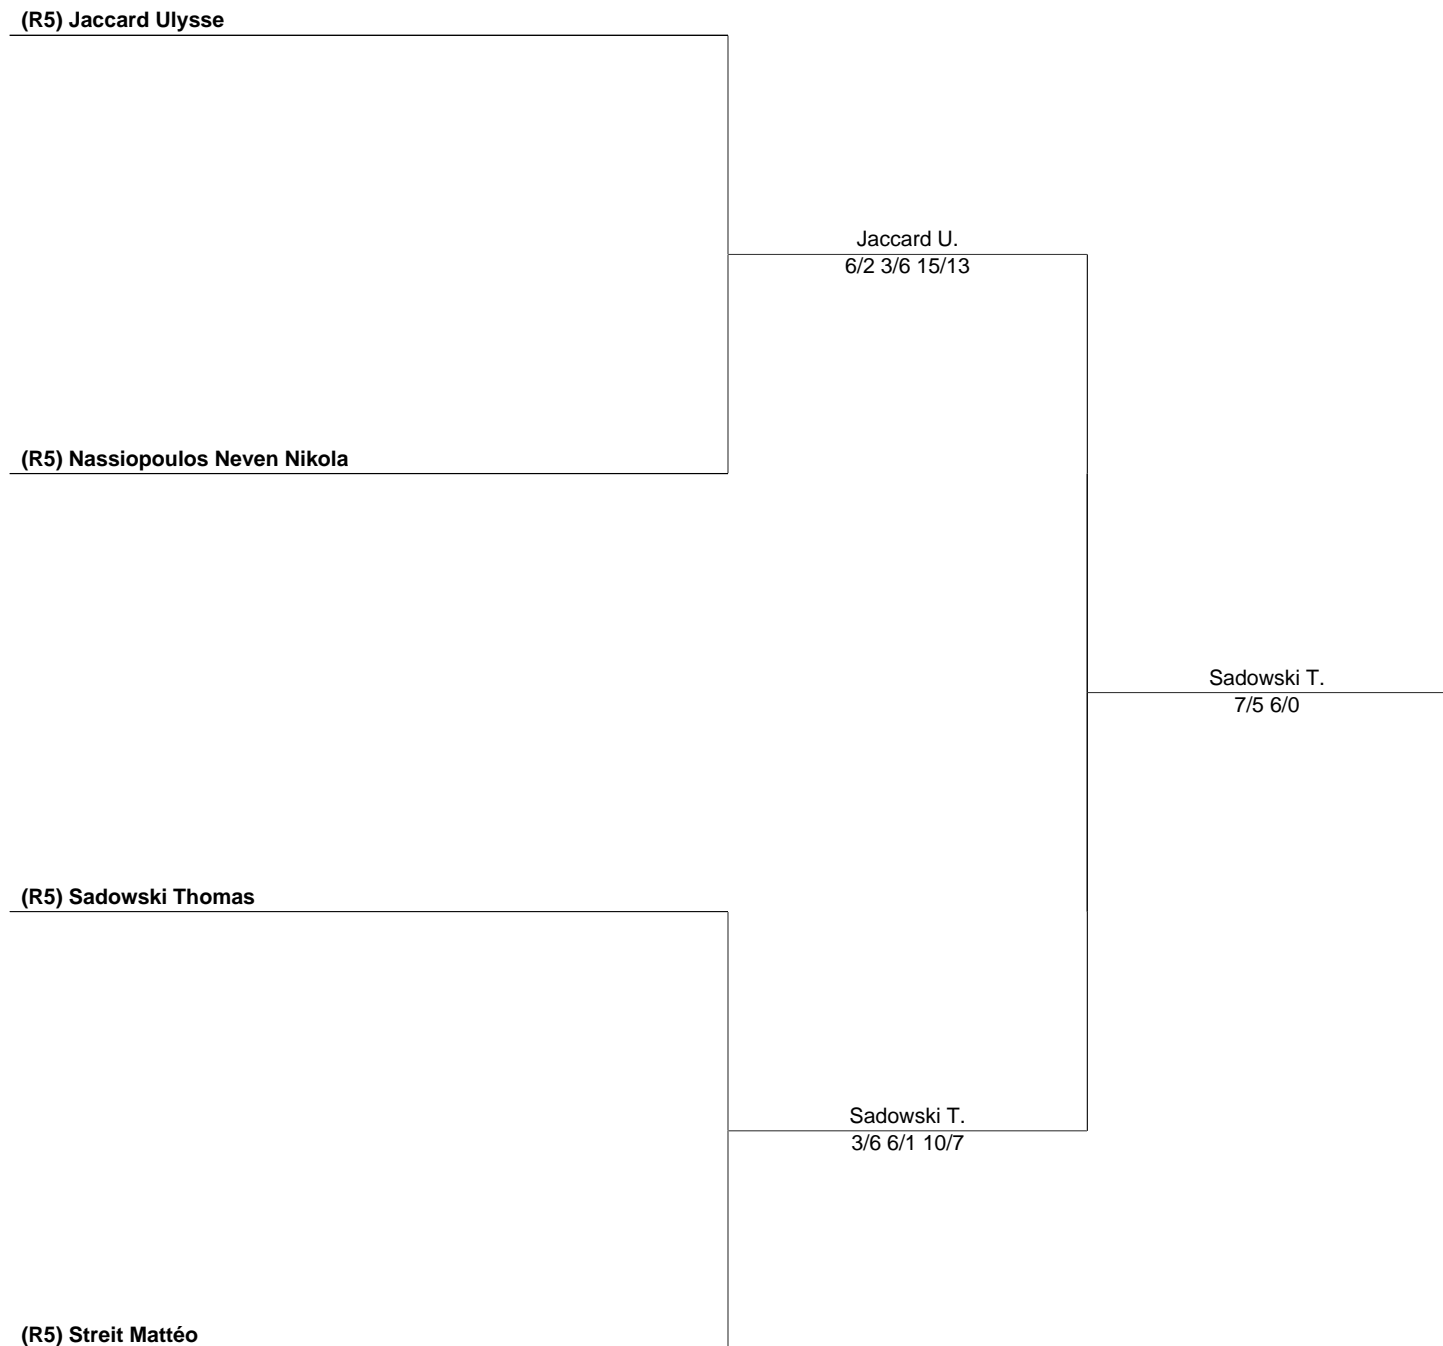 (R5) Jaccard Ulysse
Jaccard U.
6/2 3/6 15/13
(R5) Nassiopoulos Neven Nikola
Sadowski T.
7/5 6/0
(R5) Sadowski Thomas
Sadowski T.
3/6 6/1 10/7
(R5) Streit Mattéo